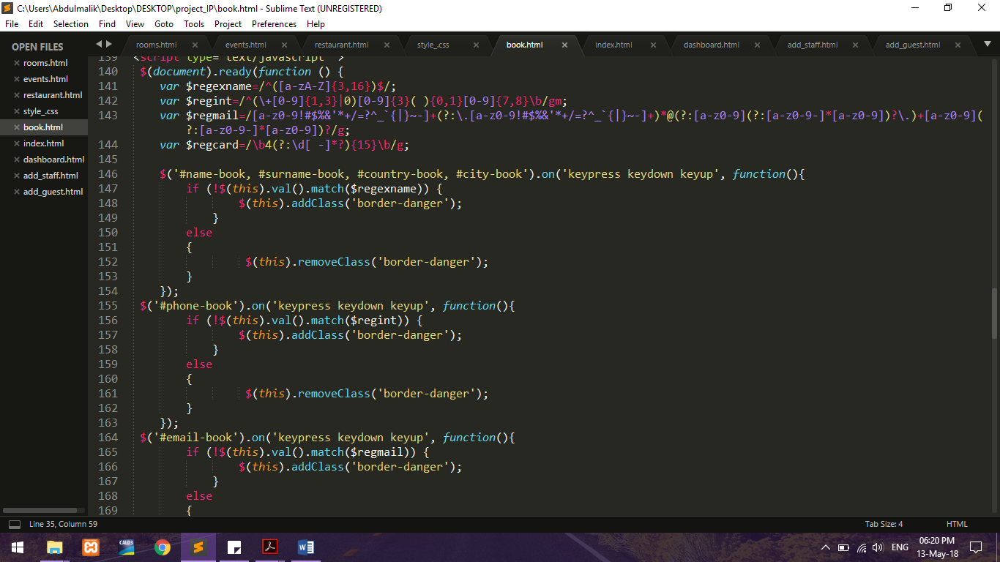 C:\Users\Abdulmalik\Desktop\DESKTOP\project_IP\book.html - Sublime Text (UNREGISTERED)
File Edit Selection Find View Goto Tools Project Preferences Help
OPEN FILES
rooms.html
events.html
restaurant.html
style_.css
book.html
index.html
dashboard.html
add_staff.html
add_guest.html
rooms.html events.html restaurant.html style_.css book.html index.html dashboard.html add_staff.html add_guest.html
139 <script type="text/javascript">
140 $(document).ready(function () {
141 var $regexname=/^([a-zA-Z]{3,16})$/;
142 var $regint=/^(\+[0-9]{1,3}|0)[0-9]{3}( ){0,1}[0-9]{7,8}\b/gm;
143 var $regmail=/[a-z0-9!#$%&'*+/=?^_`{|}~-]+(?:\.[a-z0-9!#$%&'*+/=?^_`{|}~-]+)*@(?:[a-z0-9](?:[a-z0-9-]*[a-z0-9])?\.)+[a-z0-9](
?:[a-z0-9-]*[a-z0-9])?/g;
144 var $regcard=/\b4(?:\d[ -]*?){15}\b/g;
145
146 $('#name-book, #surname-book, #country-book, #city-book').on('keypress keydown keyup', function(){
147 if (!$(this).val().match($regexname)) {
148 $(this).addClass('border-danger');
149 }
150 else
151 {
152 $(this).removeClass('border-danger');
153 }
154 });
155 $('#phone-book').on('keypress keydown keyup', function(){
156 if (!$(this).val().match($regint)) {
157 $(this).addClass('border-danger');
158 }
159 else
160 {
161 $(this).removeClass('border-danger');
162 }
163 });
164 $('#email-book').on('keypress keydown keyup', function(){
165 if (!$(this).val().match($regmail)) {
166 $(this).addClass('border-danger');
167 }
168 else
169 {
Line 35, Column 59 Tab Size: 4 HTML
CALD3
ENG
06:20 PM
13-May-18